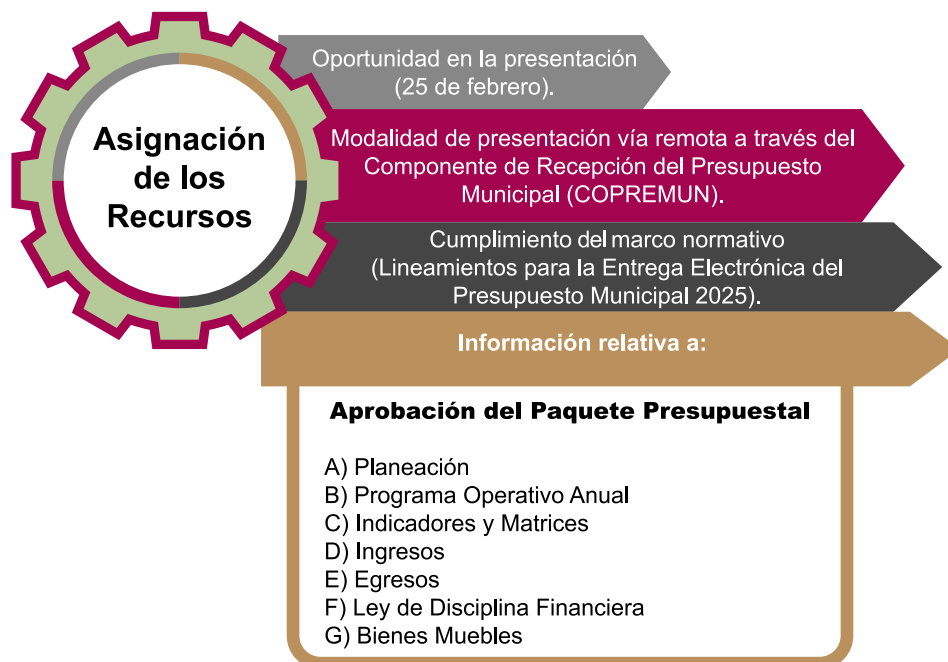 Asignación
de los
Recursos
Oportunidad en la presentación
(25 de febrero).
Modalidad de presentación vía remota a través del
Componente de Recepción del Presupuesto
Municipal (COPREMUN).
Cumplimiento del marco normativo
(Lineamientos para la Entrega Electrónica del
Presupuesto Municipal 2025).
Información relativa a:
Aprobación del Paquete Presupuestal
A) Planeación
B) Programa Operativo Anual
C) Indicadores y Matrices
D) Ingresos
E) Egresos
F) Ley de Disciplina Financiera
G) Bienes Muebles